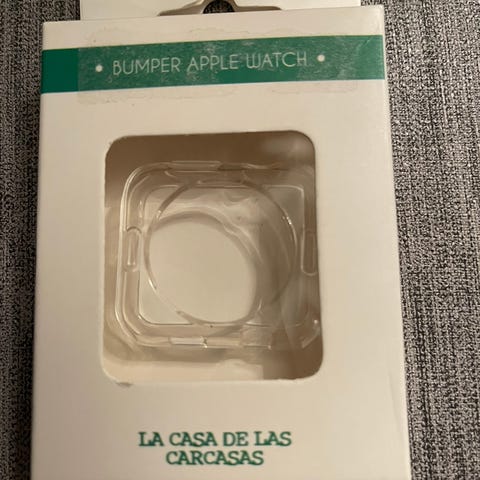 • BUMPER APPLE WATCH •
LA CASA DE LAS
CARCASAS